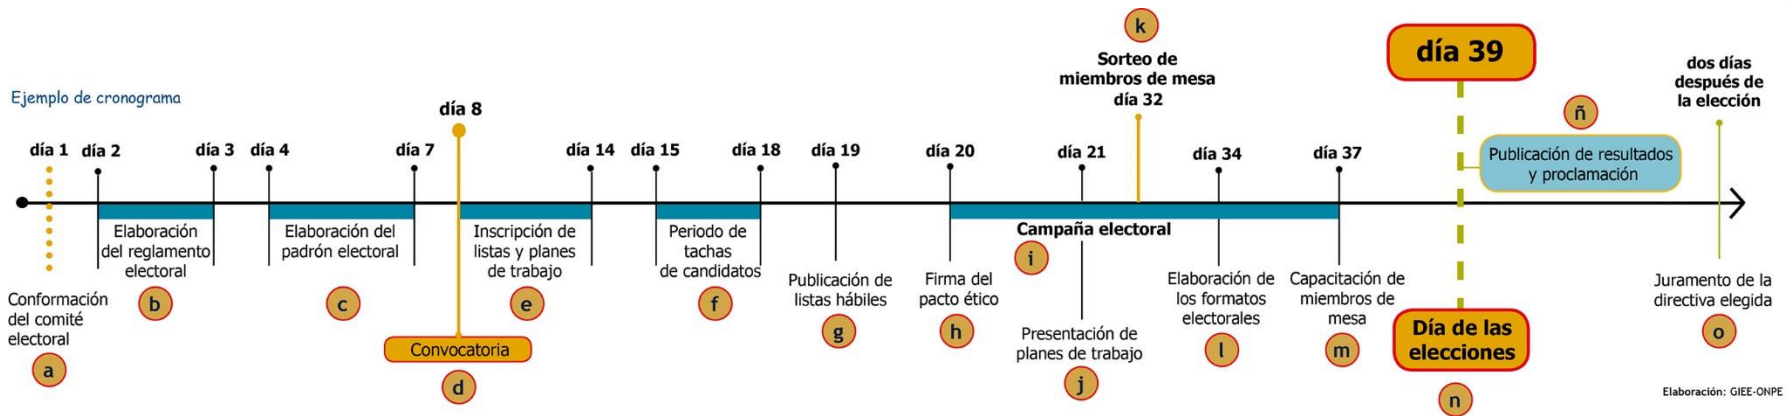 Ejemplo de cronograma
día 1
Conformación
del comité
electoral
a
día 2
día 3
Elaboración
del reglamento
electoral
b
día 4
día 7
Elaboración del
padrón electoral
c
día 8
Convocatoria
d
día 14
Inscripción de
listas y planes
de trabajo
e
día 15
día 18
Periodo de
tachas
de candidatos
f
día 19
Publicación de
listas hábiles
g
día 20
Firma del
pacto ético
h
Campaña electoral
i
día 21
Presentación de
planes de trabajo
j
k
Sorteo de
miembros de mesa
día 32
día 34
Elaboración de
los formatos
electorales
l
día 37
Capacitación de
miembros de
mesa
m
día 39
Día de las
elecciones
n
ñ
Publicación de resultados
y proclamación
dos días
después de
la elección
Juramento de la
directiva elegida
o
Elaboración: GIEE-ONPE